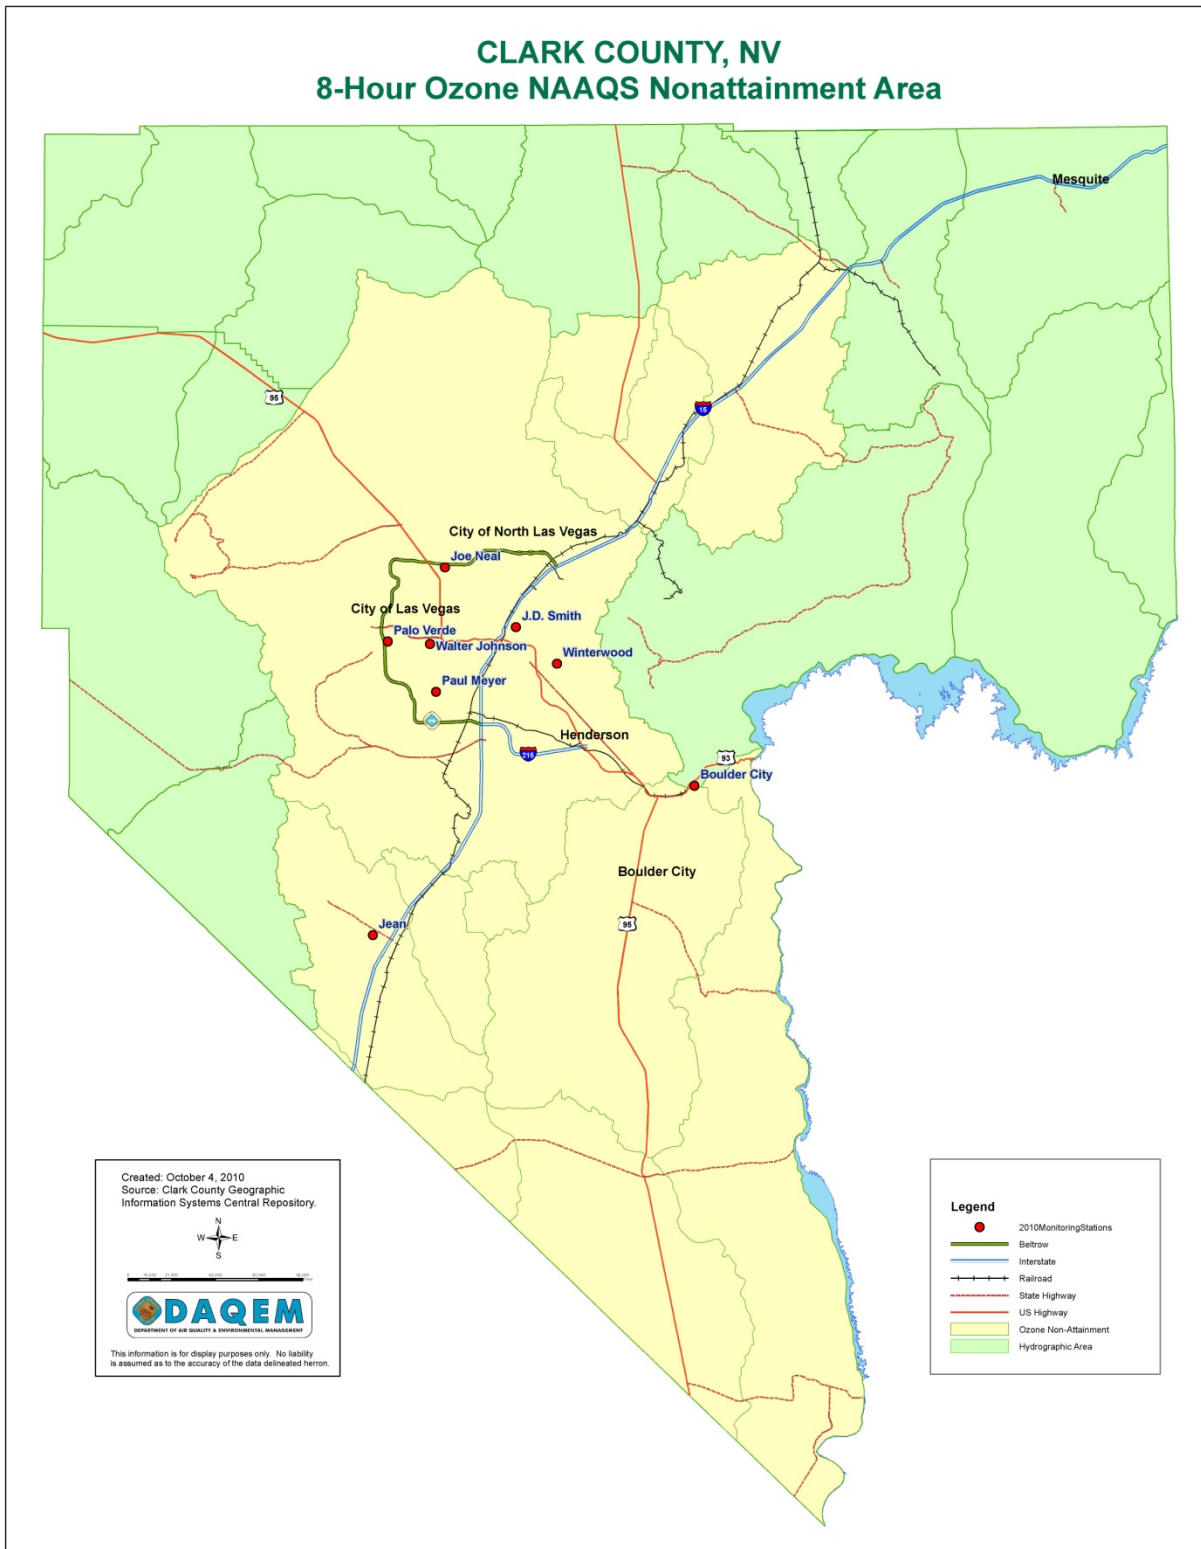 CLARK COUNTY, NV
8-Hour Ozone NAAQS Nonattainment Area
Mesquite
95
15
City of North Las Vegas
Joe Neal
City of Las Vegas
J.D. Smith
Palo Verde
Walter Johnson
Winterwood
Paul Meyer
Henderson
215
93
Boulder City
Boulder City
95
Jean
Created: October 4, 2010
Source: Clark County Geographic
Information Systems Central Repository.
N
W E
S
DAQEM
DEPARTMENT OF AIR QUALITY & ENVIRONMENTAL MANAGEMENT
This information is for display purposes only. No liability
is assumed as to the accuracy of the data delineated herron.
Legend
2010MonitoringStations
Beltrow
Interstate
Railroad
State Highway
US Highway
Ozone Non-Attainment
Hydrographic Area